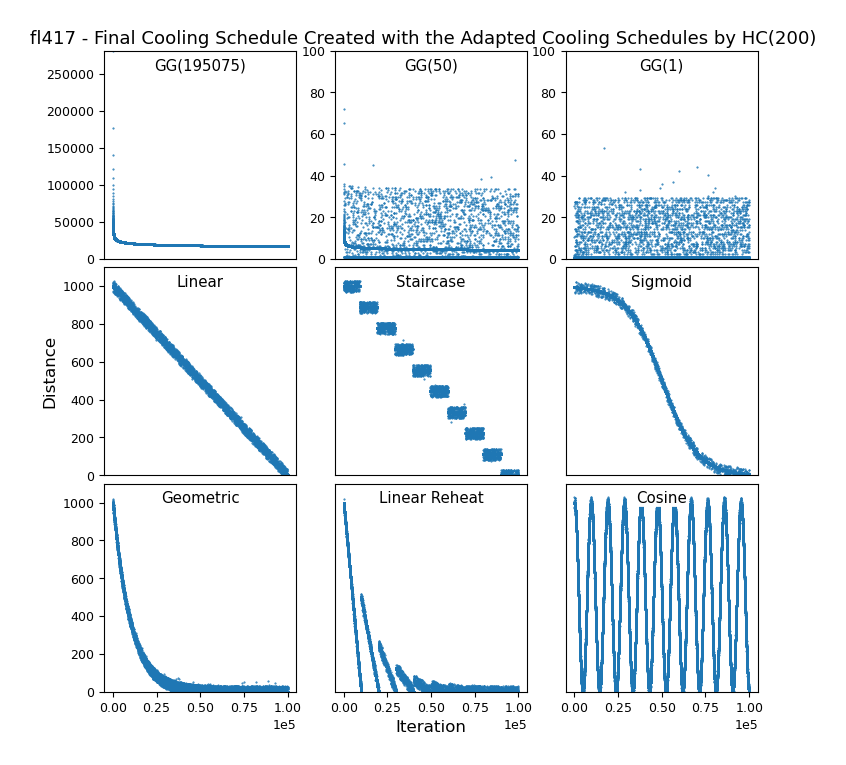 fl417 - Final Cooling Schedule Created with the Adapted Cooling Schedules by HC(200)
GG(195075)
GG(50)
GG(1)
250000
200000
150000
100000
50000
0
100
80
60
40
20
0
100
80
60
40
20
0
Linear
Staircase
Sigmoid
1000
800
600
400
200
0
Distance
Geometric
Linear Reheat
Cosine
1000
800
600
400
200
0
0.00 0.25 0.50 0.75 1.00
1e5
0.00 0.25 0.50 0.75 1.00
1e5
0.00 0.25 0.50 0.75 1.00
1e5
Iteration